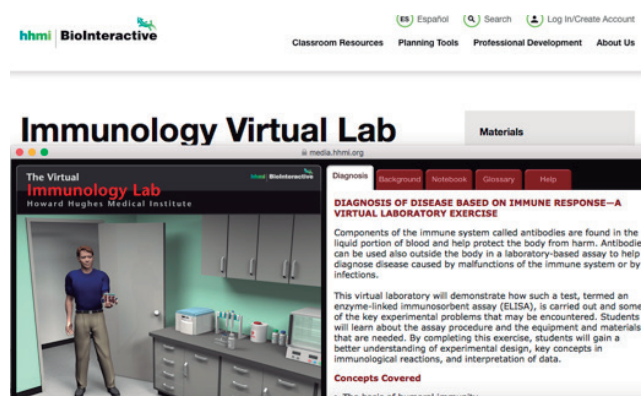 hhmi BioInteractive
ES Español Search Log In/Create Account
Classroom Resources Planning Tools Professional Development About Us
Immunology Virtual Lab
Materials
media.hhmi.org
The Virtual
Immunology Lab
Howard Hughes Medical Institute
hhmi BioInteractive
Diagnosis Background Notebook Glossary Help
DIAGNOSIS OF DISEASE BASED ON IMMUNE RESPONSE—A
VIRTUAL LABORATORY EXERCISE
Components of the immune system called antibodies are found in the
liquid portion of blood and help protect the body from harm. Antibodie
can be used also outside the body in a laboratory-based assay to help
diagnose disease caused by malfunctions of the immune system or by
infections.
This virtual laboratory will demonstrate how such a test, termed an
enzyme-linked immunosorbent assay (ELISA), is carried out and some
of the key experimental problems that may be encountered. Students
will learn about the assay procedure and the equipment and materials
that are needed. By completing this exercise, students will gain a
better understanding of experimental design, key concepts in
immunological reactions, and interpretation of data.
Concepts Covered
The basis of humoral immunity